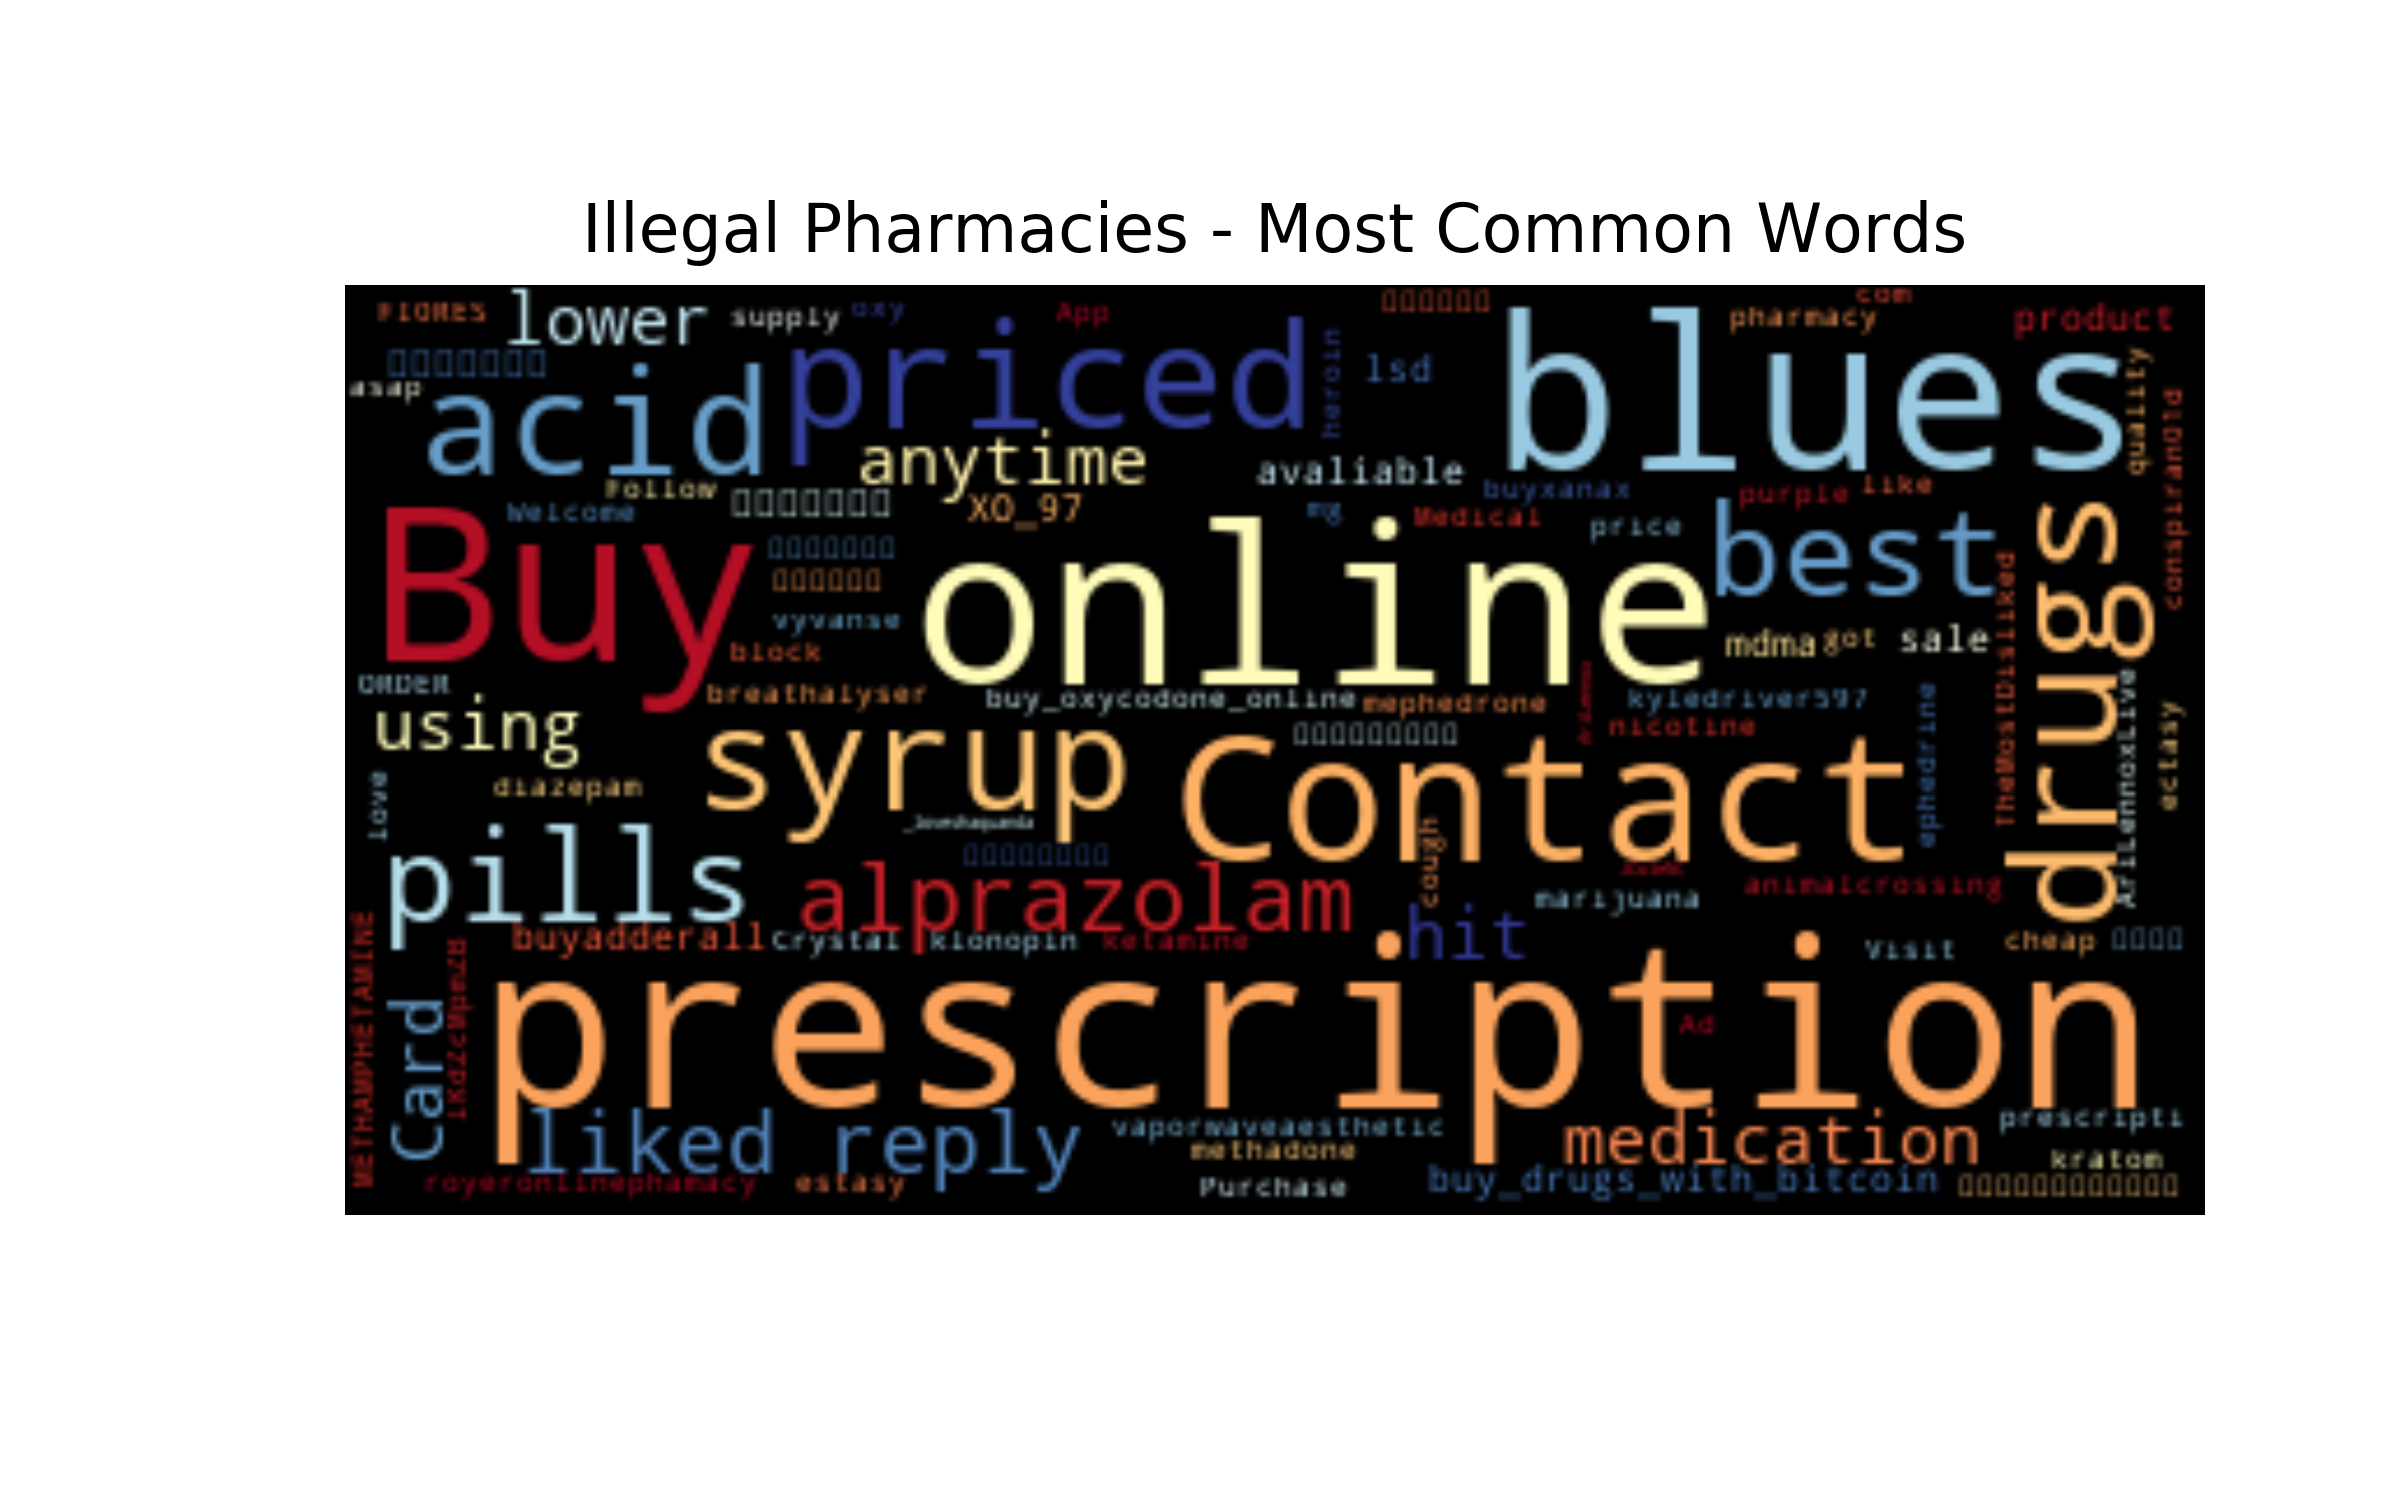 Illegal Pharmacies - Most Common Words
lower
supply
oxy
App
com
pharmacy
product
asap
acid
priced
heroin
lsd
blues
quality
conspiran01d
anytime
avaliable
Follow
Welcome
XO_97
buyxanax
mg
Medical
purple
like
price
Buy
online
best
drugs
vyvanse
block
mdma
got
sale
TheMostDisliked
ORDER
using
breathalyser
buy_oxycodone_online
mephedrone
kyledriver597
nicotine
ephedrine
AriLennoxLive
ectasy
love
diazepam
syrup
Contact
pills
alprazolam
cough
marijuana
animalcrossing
buyadderall
Crystal
klonopin
ketamine
hit
Visit
cheap
METHAMPHETAMINE
Card
prescription
Ad
liked reply
vaporwaveaesthetic
methadone
medication
prescripti
kratom
royeronlinephamacy
estasy
Purchase
buy_drugs_with_bitcoin